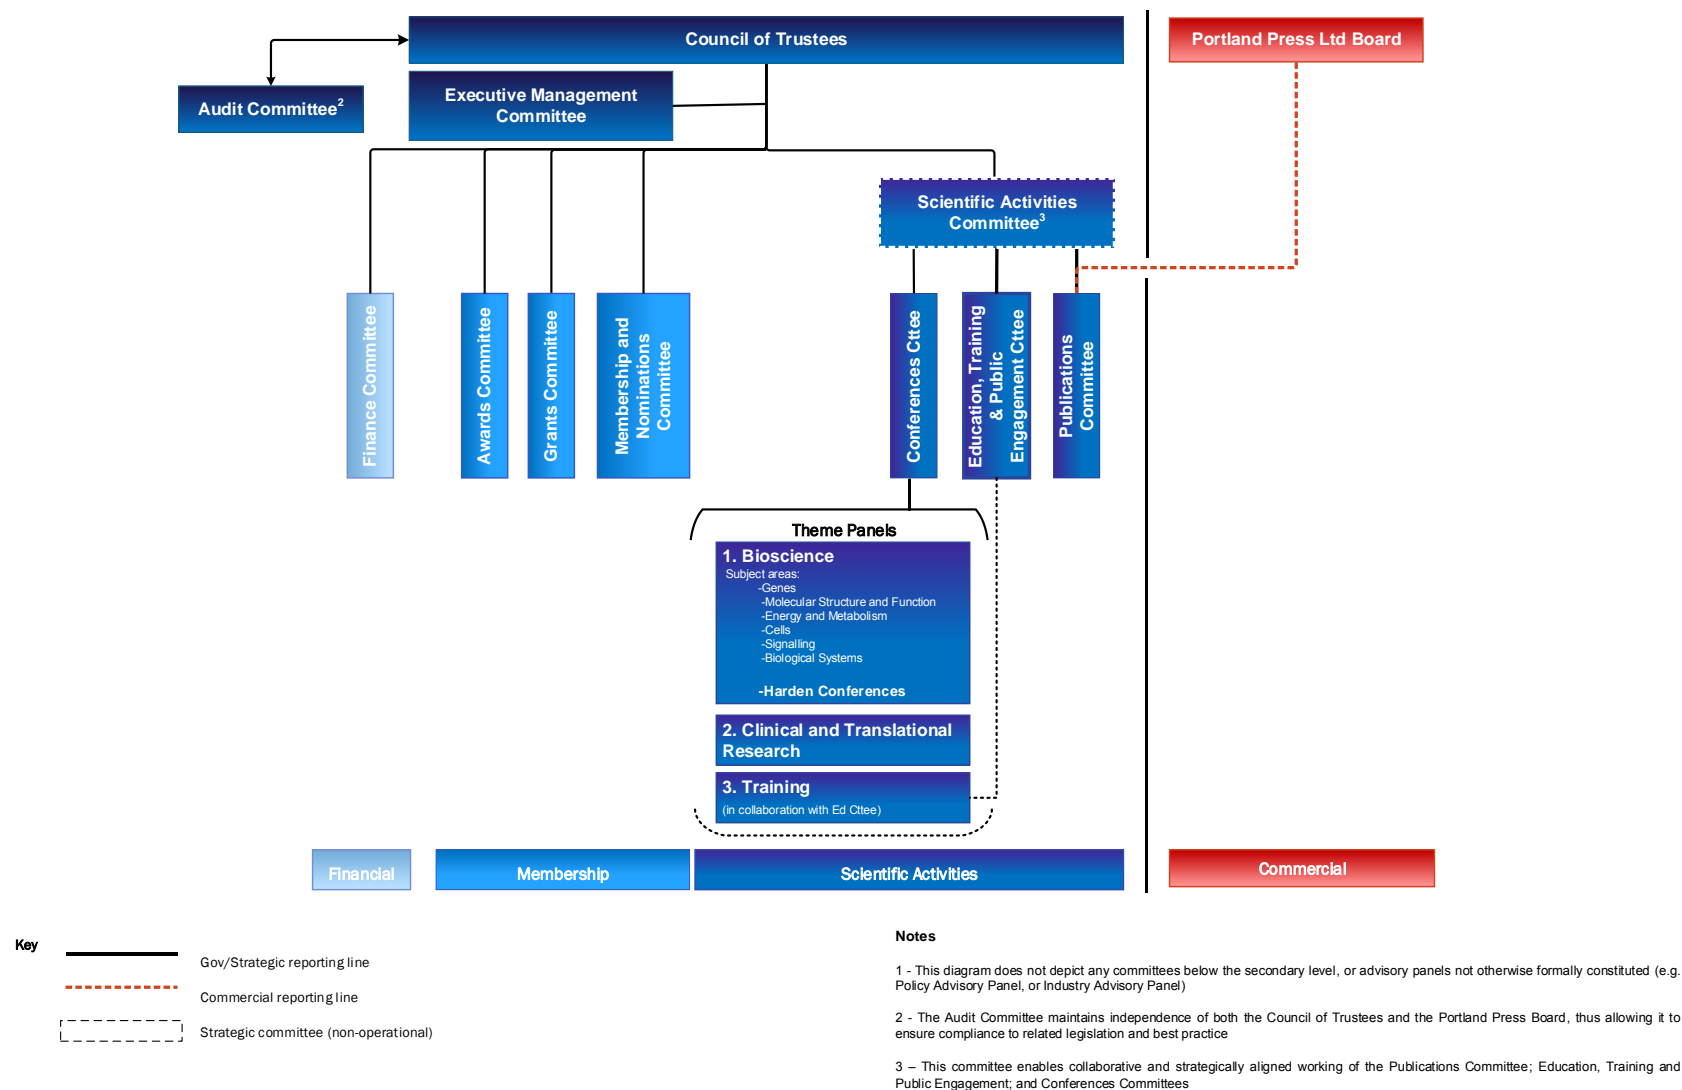 Council of Trustees
Portland Press Ltd Board
Executive Management
Committee
Audit Committee2
Scientific Activities
Committee3
Finance Committee
Awards Committee
Grants Committee
Membership and
Nominations
Committee
Conferences Cttee
Education, Training
& Public
Engagement Cttee
Publications
Committee
Theme Panels
1. Bioscience
Subject areas:
-Genes
-Molecular Structure and Function
-Energy and Metabolism
-Cells
-Signalling
-Biological Systems
-Harden Conferences
2. Clinical and Translational
Research
3. Training
(in collaboration with Ed Cttee)
Financial
Membership
Scientific Activities
Commercial
Key
Gov/Strategic reporting line
Commercial reporting line
Strategic committee (non-operational)
Notes
1 - This diagram does not depict any committees below the secondary level, or advisory panels not otherwise formally constituted (e.g.
Policy Advisory Panel, or Industry Advisory Panel)
2 - The Audit Committee maintains independence of both the Council of Trustees and the Portland Press Board, thus allowing it to
ensure compliance to related legislation and best practice
3 – This committee enables collaborative and strategically aligned working of the Publications Committee; Education, Training and
Public Engagement; and Conferences Committees